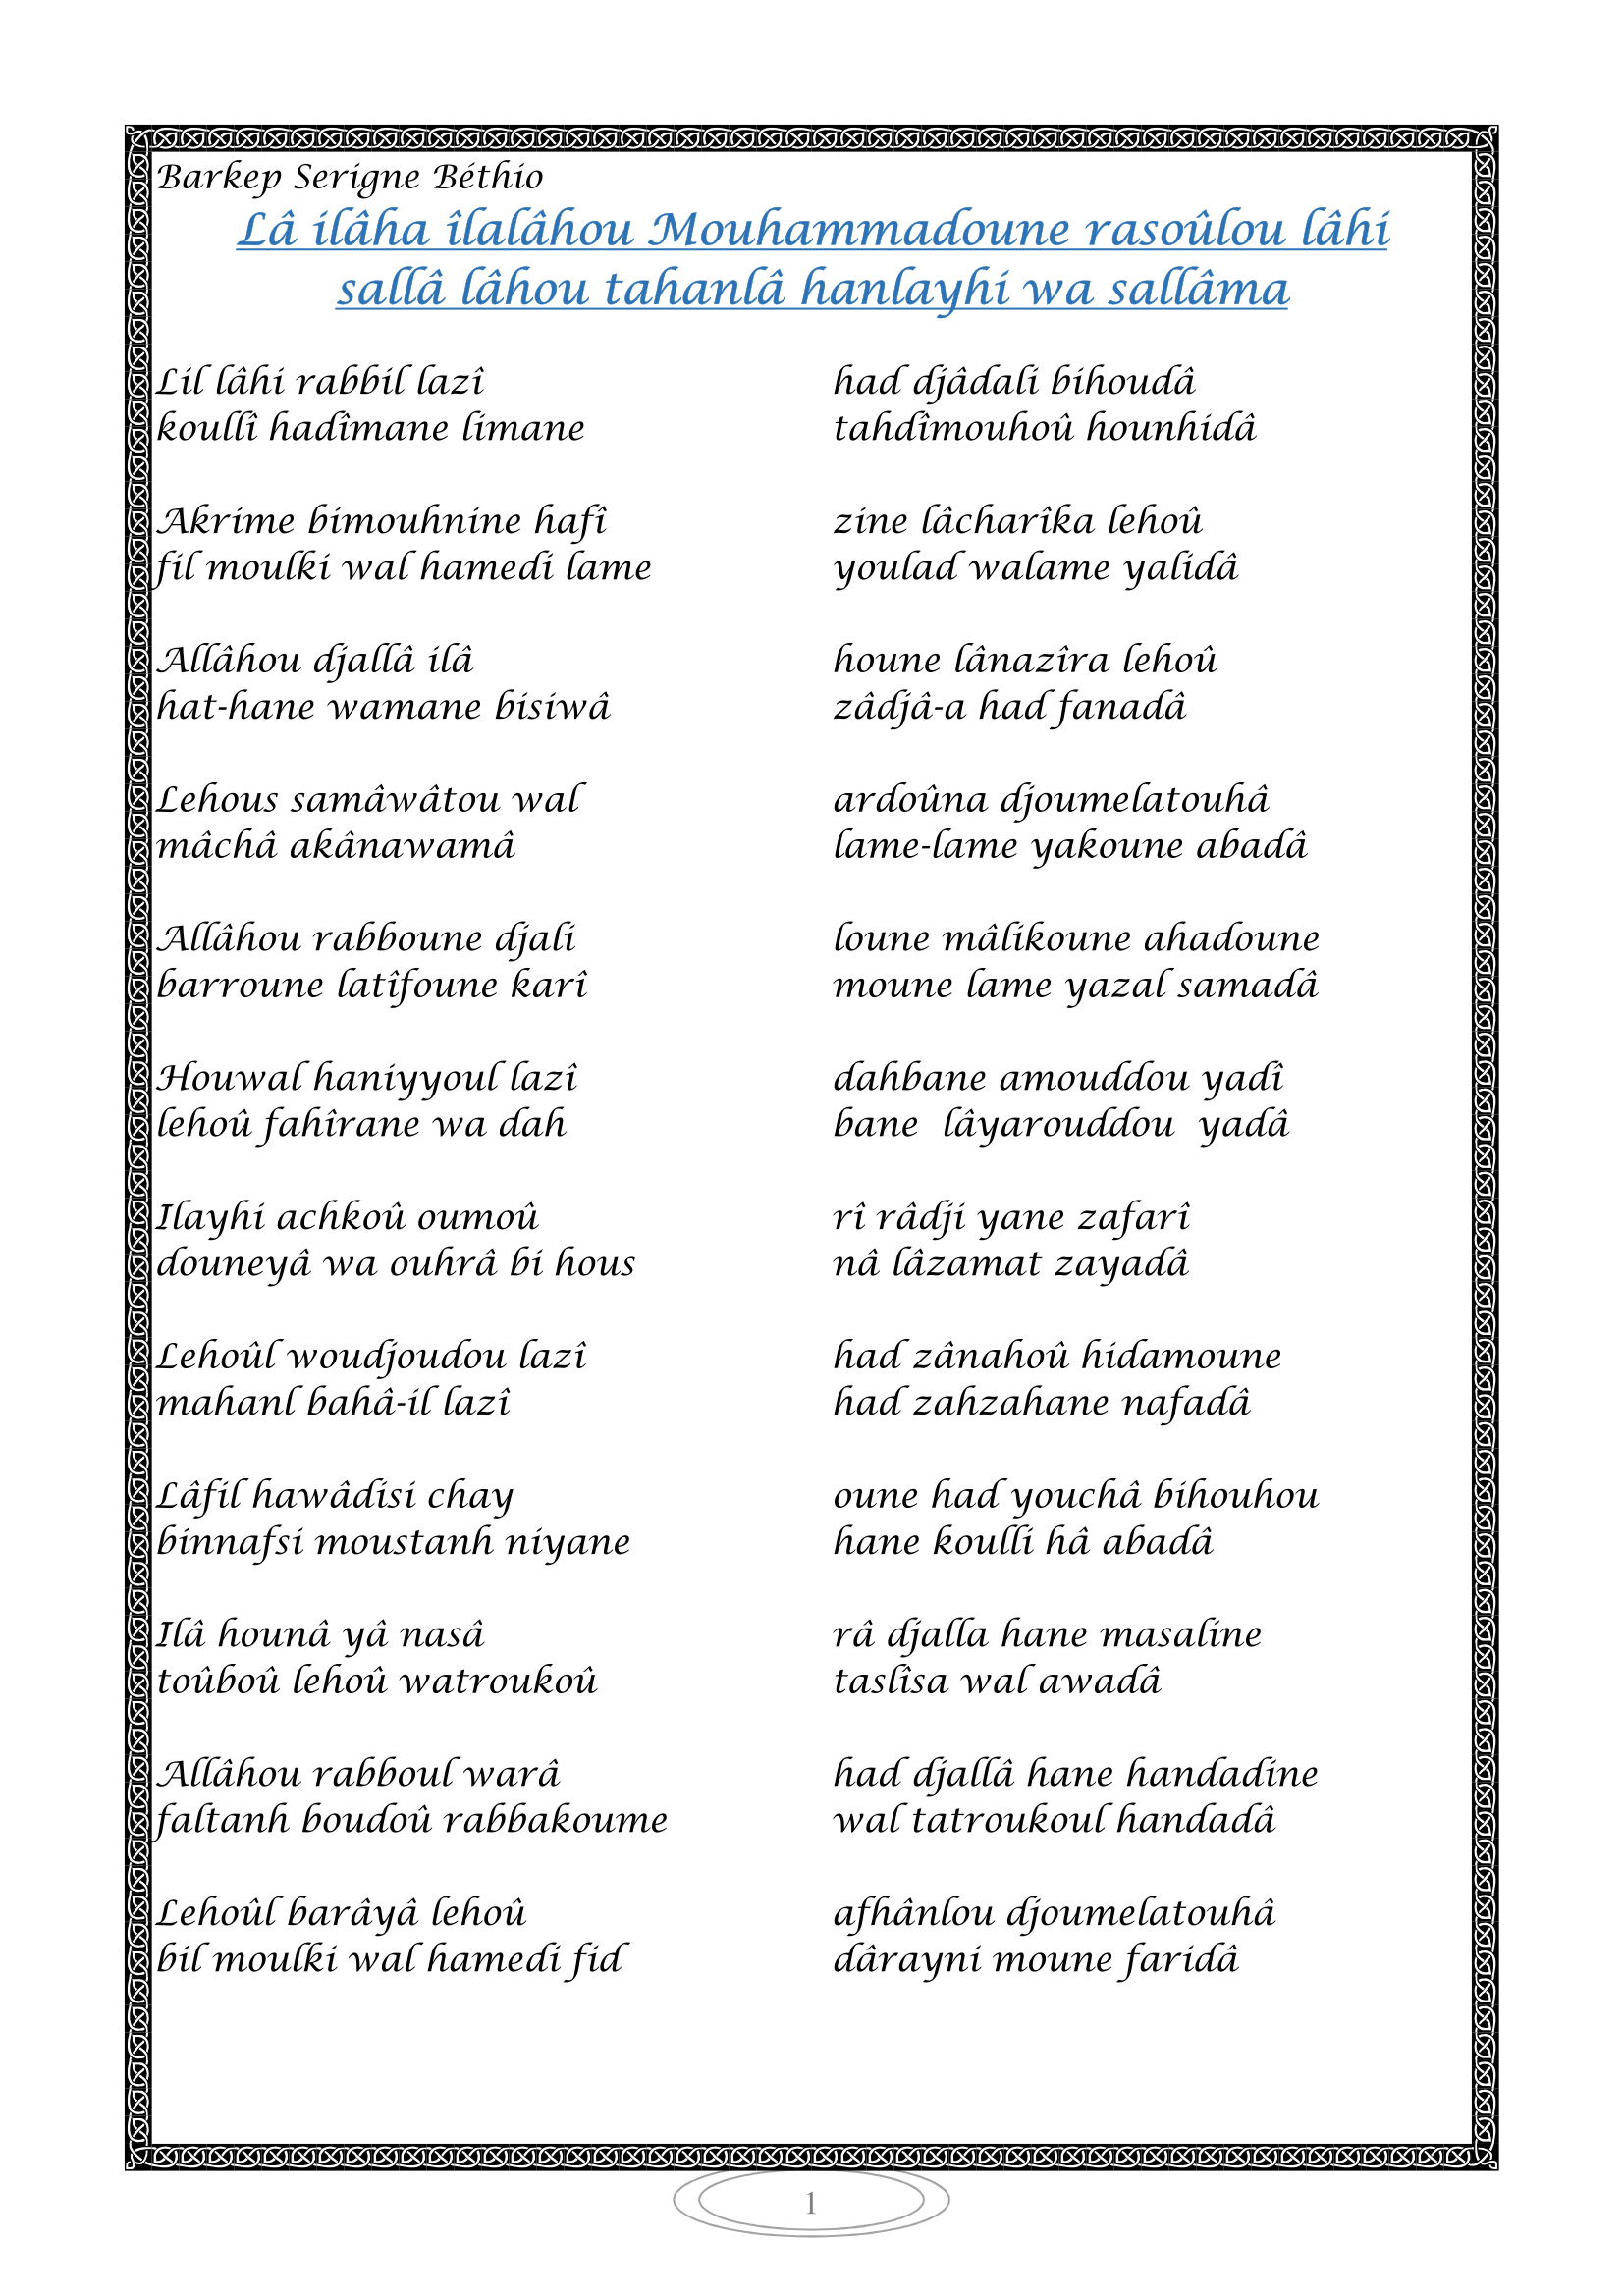 Barkep Serigne Béthio
Lâ ilâha îlalâhou Mouhammadoune rasoûlou lâhi
sallâ lâhou tahanlâ hanlayhi wa sallâma
Lil lâhi rabbil lazî had djâdali bihoudâ
koullî hadîmane limane tahdîmouhoû hounhidâ
Akrime bimouhnine hafî zine lâcharîka lehoû
fil moulki wal hamedi lame youlad walame yalidâ
Allâhou djallâ ilâ houne lânazîra lehoû
hat-hane wamane bisiwâ zâdjâ-a had fanadâ
Lehous samâwâtou wal ardoûna djoumelatouhâ
mâchâ akânawamâ lame-lame yakoune abadâ
Allâhou rabboune djali loune mâlikoune ahadoune
barroune latîfoune karî moune lame yazal samadâ
Houwal haniyyoul lazî dahbane amouddou yadî
lehoû fahîrane wa dah bane lâyarouddou yadâ
Ilayhi achkoû oumoû rî râdji yane zafarî
douneyâ wa ouhrâ bi hous nâ lâzamat zayadâ
Lehoûl woudjoudou lazî had zânahoû hidamoune
mahanl bahâ-il lazî had zahzahane nafadâ
Lâfil hawâdisi chay oune had youchâ bihouhou
binnafsi moustanh niyane hane koulli hâ abadâ
Ilâ hounâ yâ nasâ râ djalla hane masaline
toûboû lehoû watroukoû taslîsa wal awadâ
Allâhou rabboul warâ had djallâ hane handadine
faltanh boudoû rabbakoume wal tatroukoul handadâ
Lehoûl barâyâ lehoû afhânlou djoumelatouhâ
bil moulki wal hamedi fid dârayni moune faridâ
1